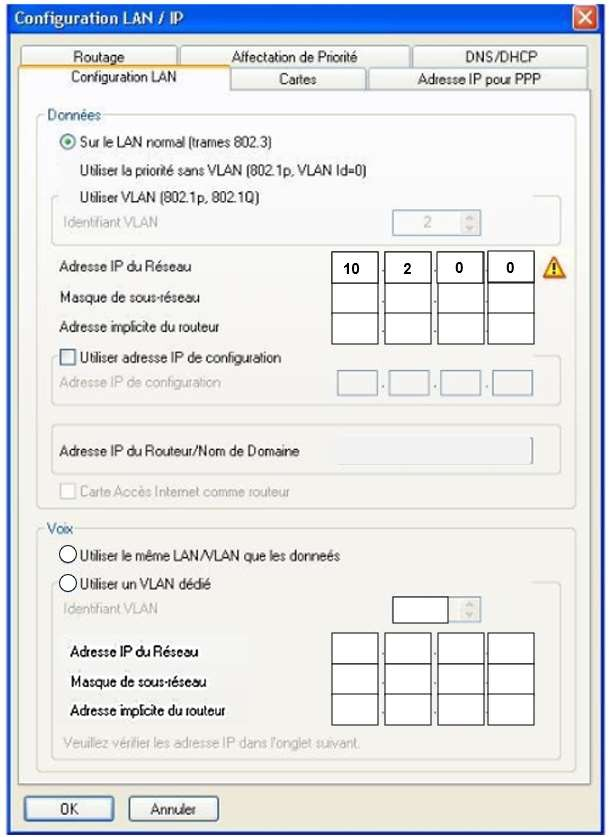 Configuration LAN / IP
Routage Affectation de Priorité DNS/DHCP
Configuration LAN Cartes Adresse IP pour PPP
Données
Sur le LAN normal (trames 802.3)
Utiliser la priorité sans VLAN (802.1p, VLAN Id=0)
Utiliser VLAN (802.1p, 802.1Q)
Identifiant VLAN 2
Adresse IP du Réseau 10 . 2 . 0 . 0
Masque de sous-réseau
Adresse implicite du routeur
Utiliser adresse IP de configuration
Adresse IP de configuration . . .
Adresse IP du Routeur/Nom de Domaine
Carte Accès Internet comme routeur
Voix
Utiliser le même LAN/VLAN que les donneés
Utiliser un VLAN dédié
Identifiant VLAN
Adresse IP du Réseau
Masque de sous-réseau
Adresse implicite du routeur
Veuillez vérifier les adresse IP dans l'onglet suivant.
OK Annuler